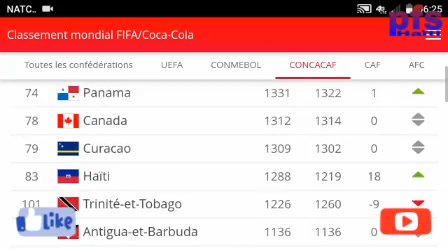 NATC.. 6:25
pfs
Haïti
Classement mondial FIFA/Coca-Cola
Toutes les confédérations UEFA CONMEBOL CONCACAF CAF AFC
74 Panama 1331 1322 1
78 Canada 1312 1314 0
79 Curacao 1309 1302 0
83 Haïti 1288 1219 18
101 Trinité-et-Tobago 1226 1260 -9
Like
Antigua-et-Barbuda 1136 1136 0